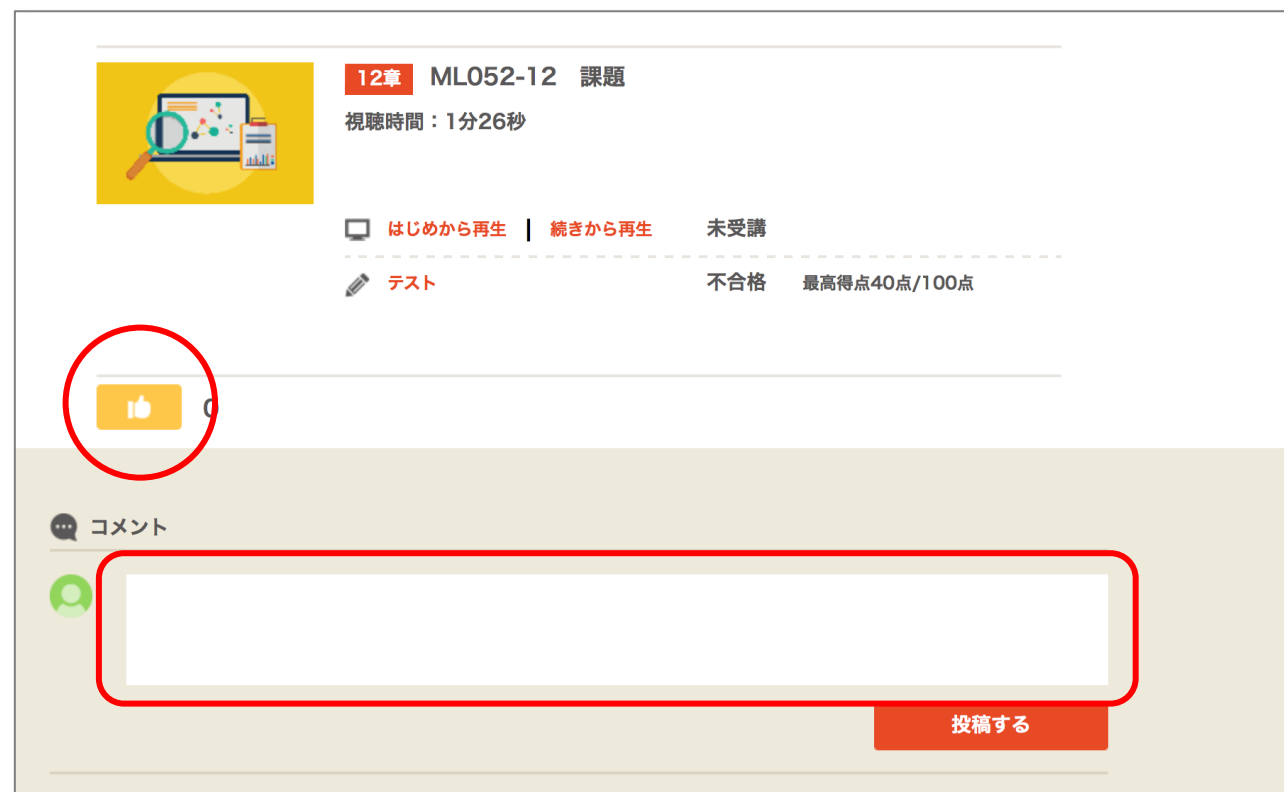 12章 ML052-12 課題
視聴時間：1分26秒
はじめから再生 | 続きから再生 未受講
テスト 不合格 最高得点40点/100点
0
コメント
投稿する